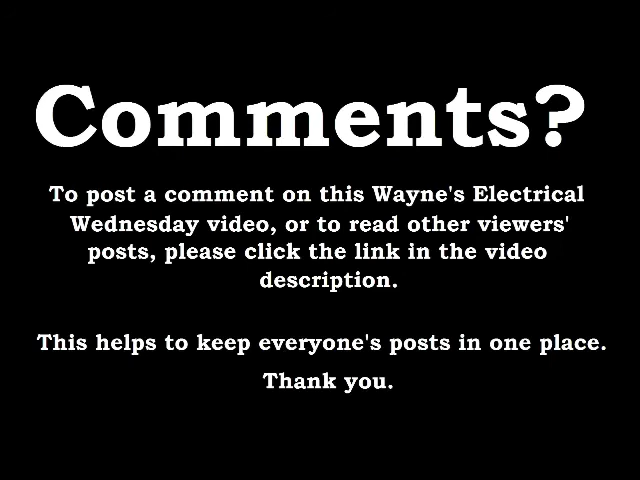 Comments?
To post a comment on this Wayne's Electrical
Wednesday video, or to read other viewers'
posts, please click the link in the video
description.
This helps to keep everyone's posts in one place.
Thank you.